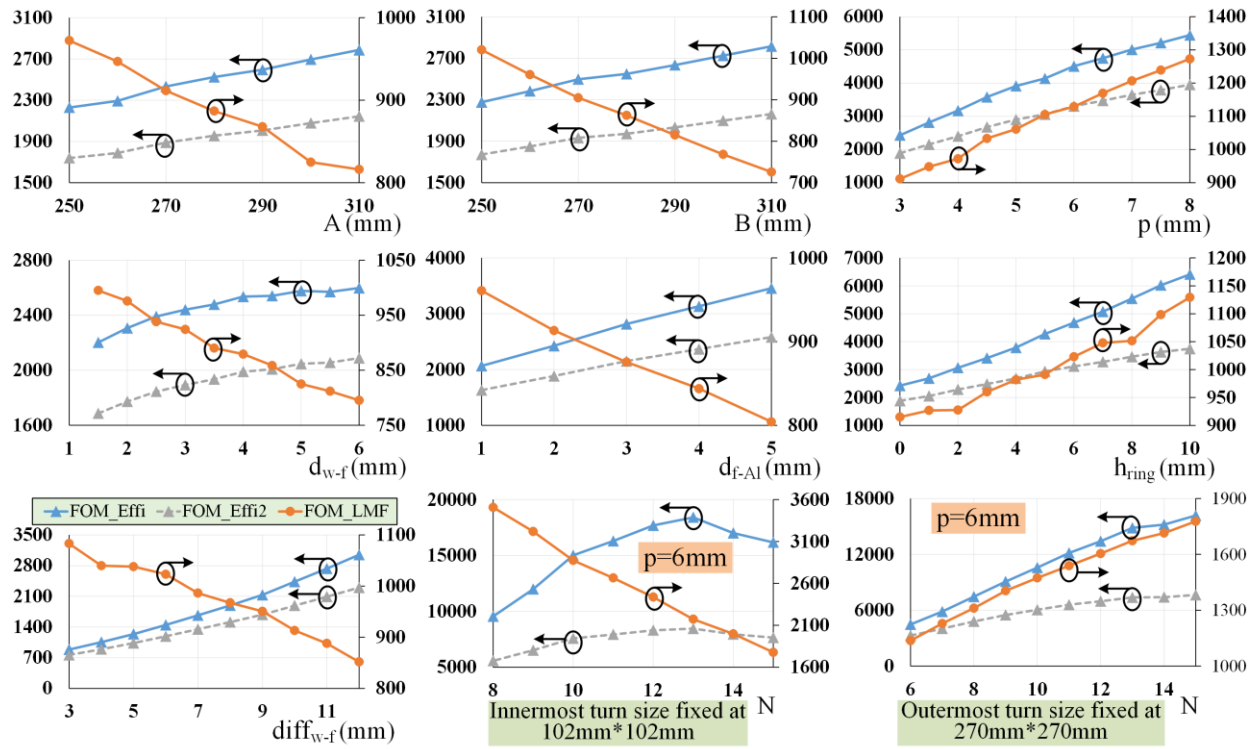 3100 2700 2300 1900 1500
1000 900 800
250 270 290 310
A (mm)
3100 2700 2300 1900 1500
1100 1000 900 800 700
250 270 290 310
B (mm)
6000 5000 4000 3000 2000 1000
1400 1300 1200 1100 1000 900
3 4 5 6 7 8
p (mm)
2800 2400 2000 1600
1050 950 850 750
1 2 3 4 5 6
d_w-f (mm)
4000 3000 2000 1000
1000 900 800
1 2 3 4 5
d_f-Al (mm)
7000 6000 5000 4000 3000 2000 1000
1200 1150 1100 1050 1000 950 900
0 2 4 6 8 10
h_ring (mm)
FOM_Effi FOM_Effi2 FOM_LMF
3500 2800 2100 1400 700 0
1100 1000 900 800
3 5 7 9 11
diff_w-f (mm)
20000 15000 10000 5000
3600 3100 2600 2100 1600
p=6mm
8 10 12 14 N
Innermost turn size fixed at
102mm*102mm
18000 12000 6000 0
1900 1600 1300 1000
p=6mm
6 8 10 12 14 N
Outermost turn size fixed at
270mm*270mm